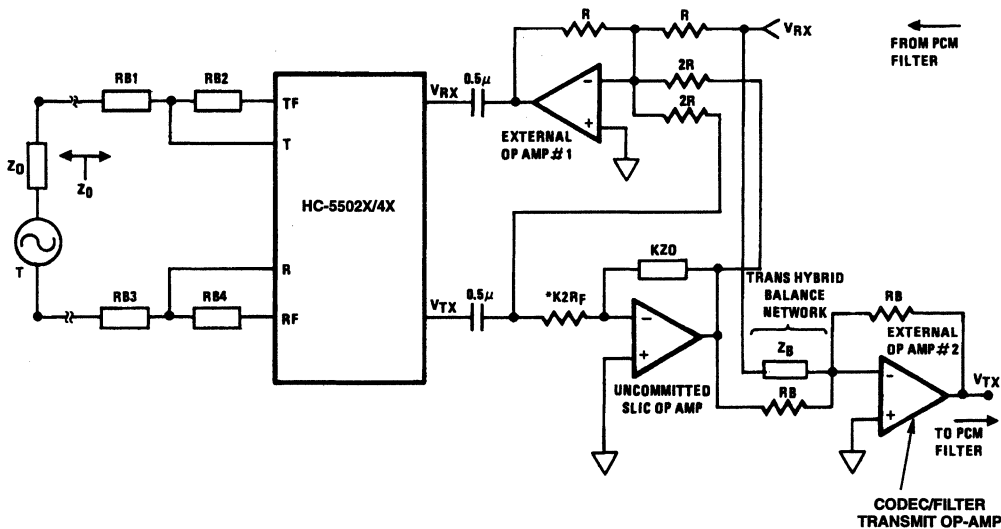 R
R
VRX
FROM PCM
FILTER
RB1
RB2
TF
T
VRX
0.5µ
2R
2R
EXTERNAL
OP AMP #1
ZO
ZO
HC-5502X/4X
T
R
RB3
RB4
RF
VTX
0.5µ
*K2RF
KZO
UNCOMMITTED
SLIC OP AMP
TRANS HYBRID
BALANCE
NETWORK
ZB
RB
RB
EXTERNAL
OP AMP #2
VTX
TO PCM
FILTER
CODEC/FILTER
TRANSMIT OP-AMP